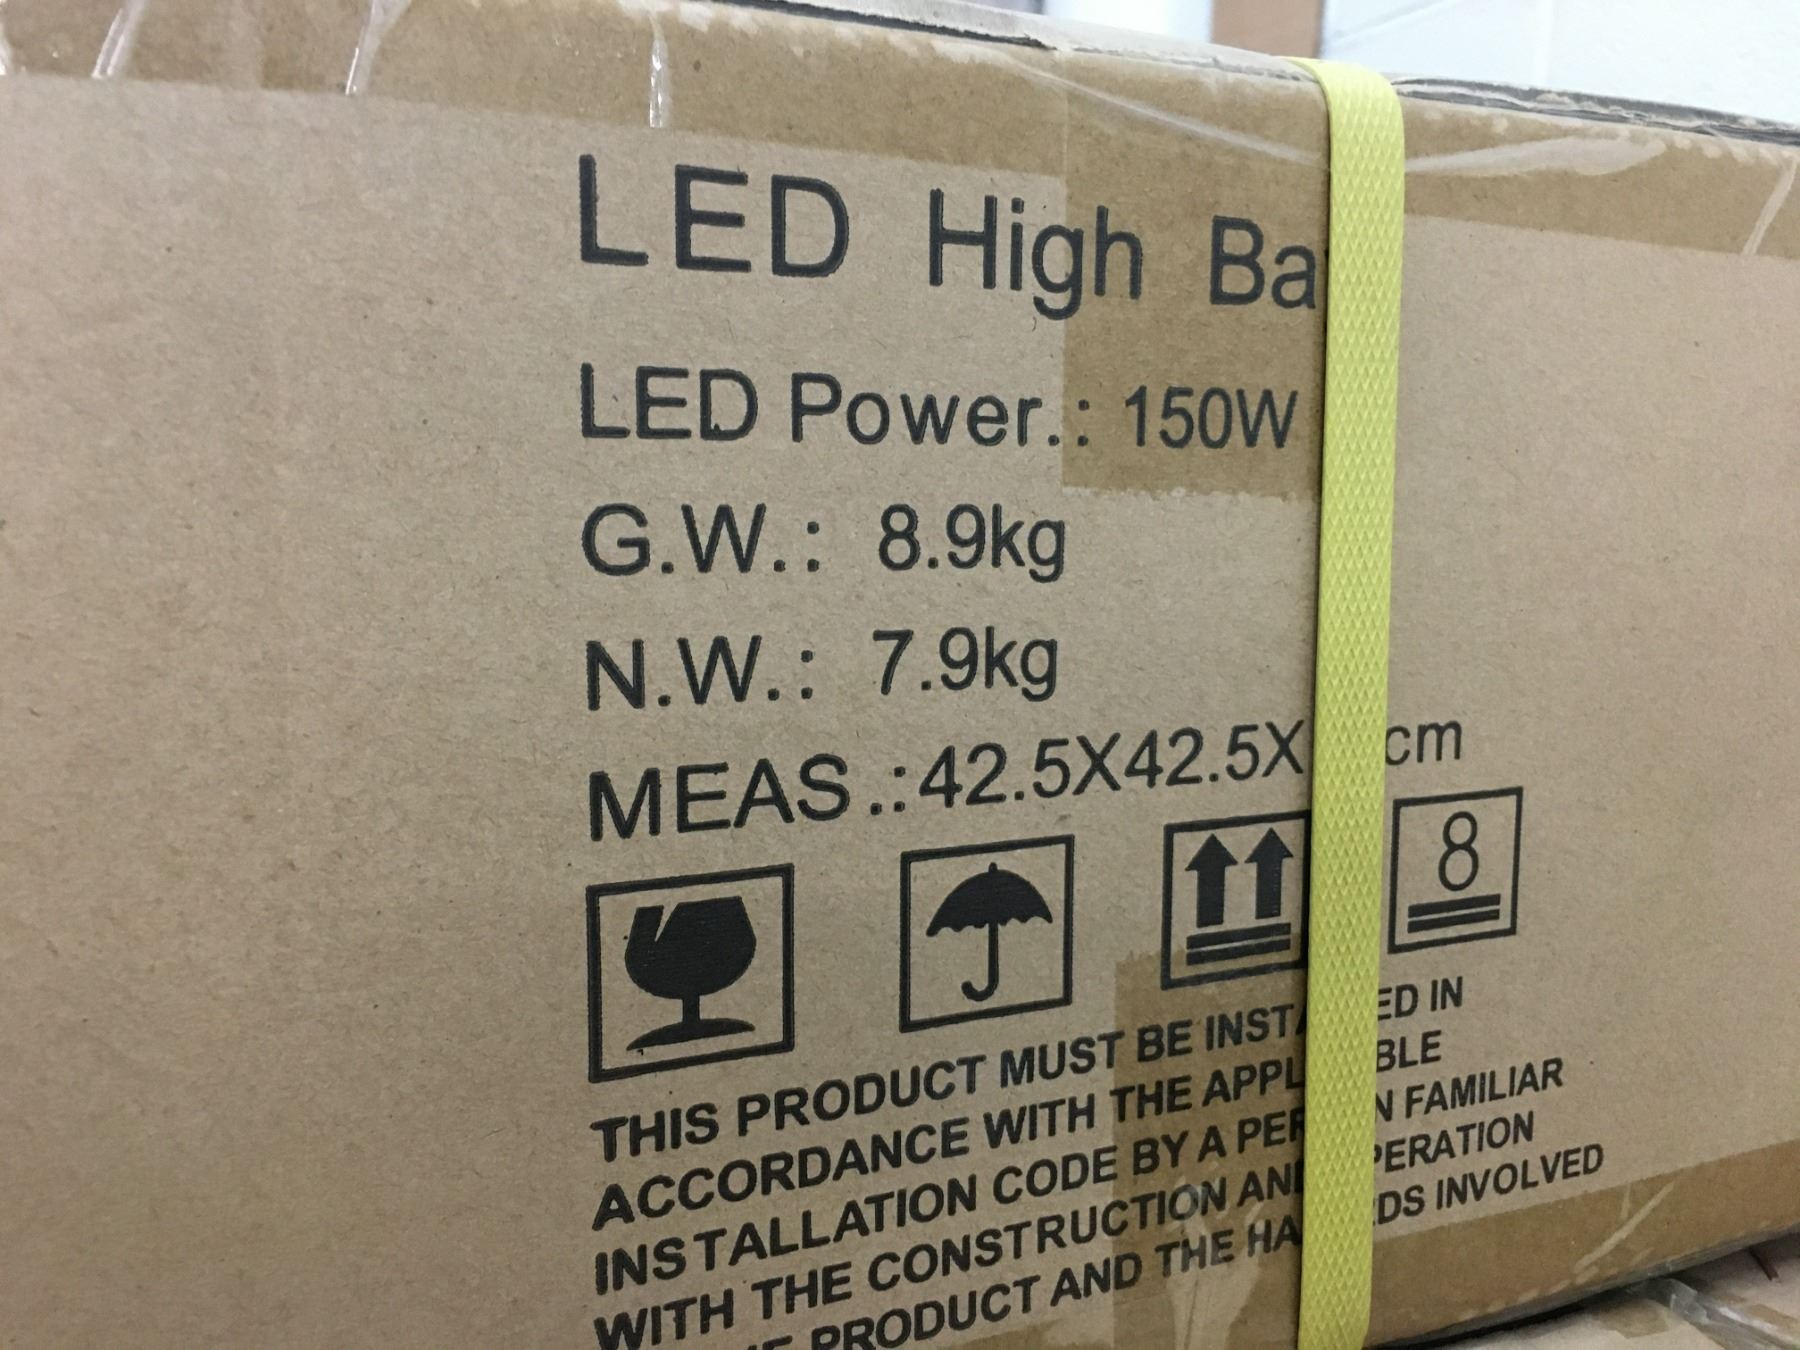 LED High Ba
LED Power.: 150W
G.W.: 8.9kg
N.W.: 7.9kg
MEAS.:42.5X42.5X cm
8
THIS PRODUCT MUST BE INSTA ED IN
ACCORDANCE WITH THE APPL BLE
INSTALLATION CODE BY A PER N FAMILIAR
WITH THE CONSTRUCTION AN PERATION
PRODUCT AND THE HA DS INVOLVED